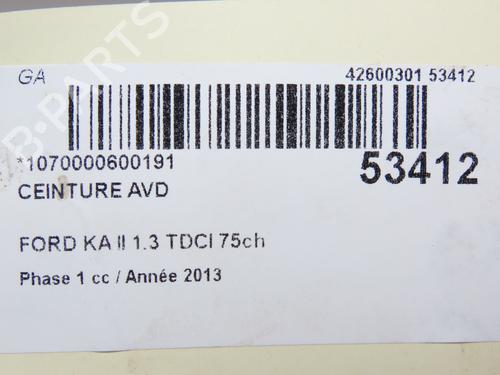 GA
42600301 53412
*1070000600191
53412
CEINTURE AVD
FORD KA II 1.3 TDCI 75ch
Phase 1 cc / Année 2013
B-PARTS